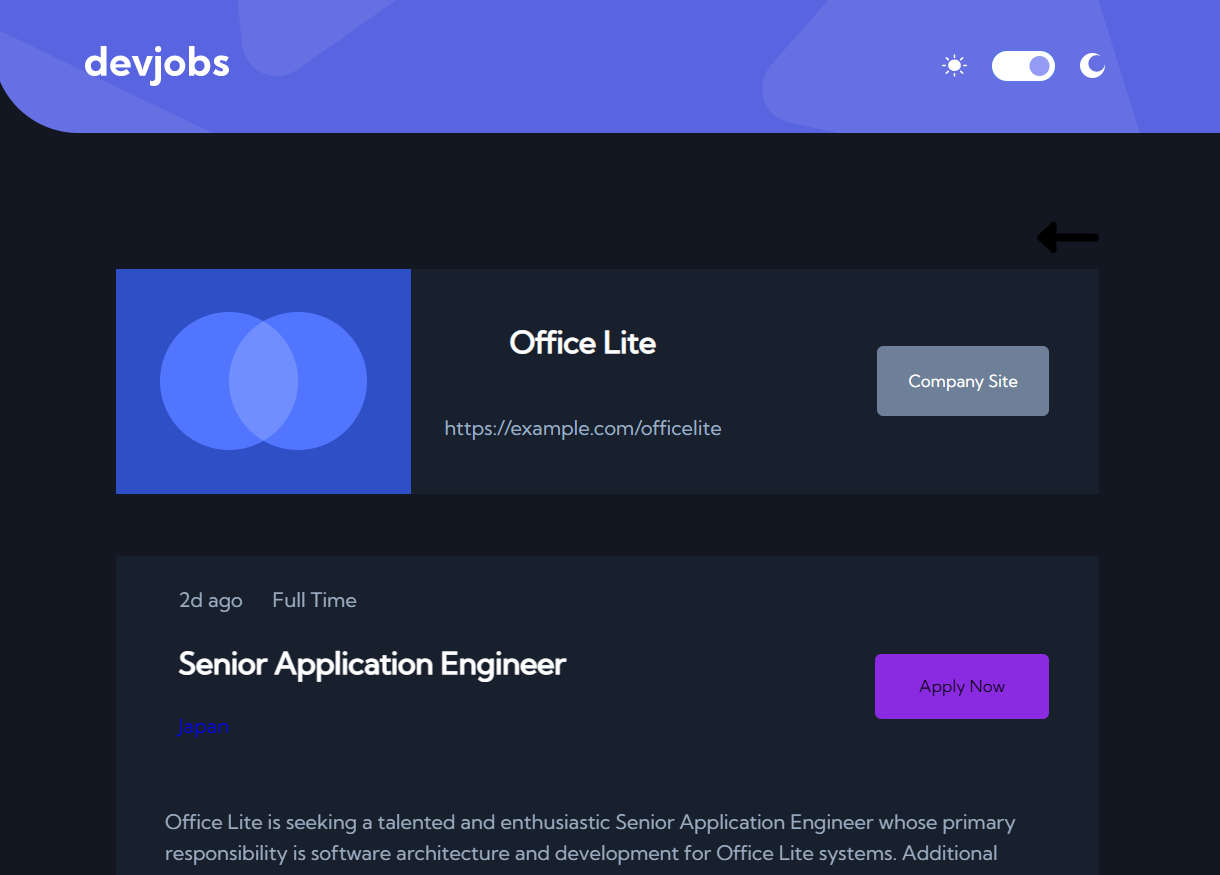 devjobs
Office Lite
Company Site
https://example.com/officelite
2d ago Full Time
Senior Application Engineer
Apply Now
Japan
Office Lite is seeking a talented and enthusiastic Senior Application Engineer whose primary
responsibility is software architecture and development for Office Lite systems. Additional